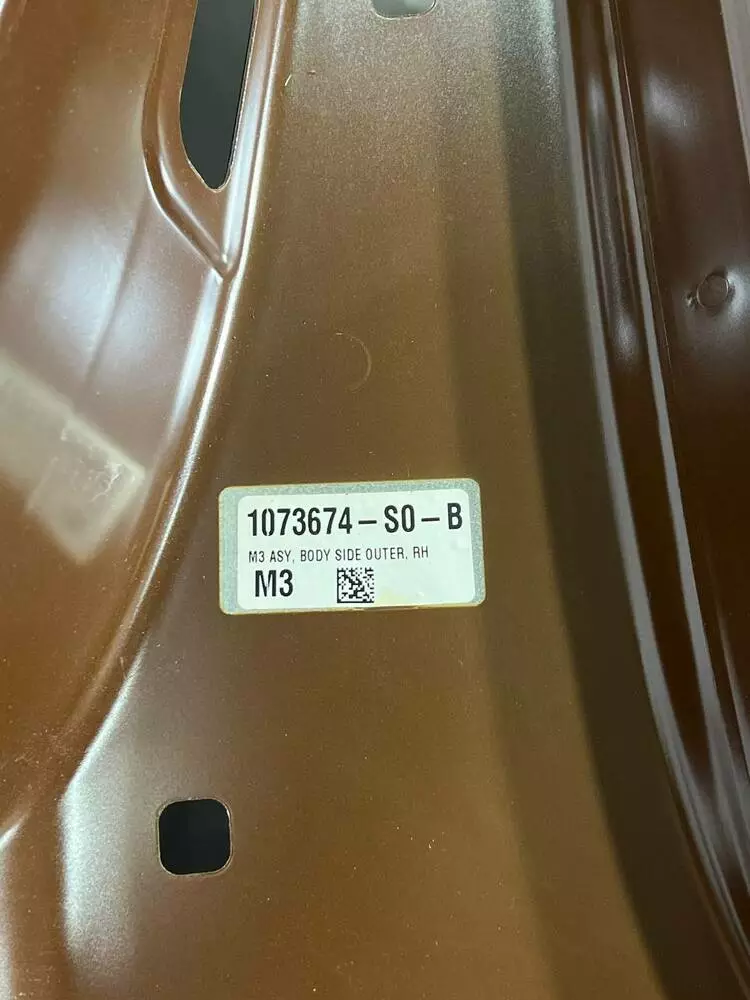 1073674-S0-B
M3 ASY, BODY SIDE OUTER, RH
M3